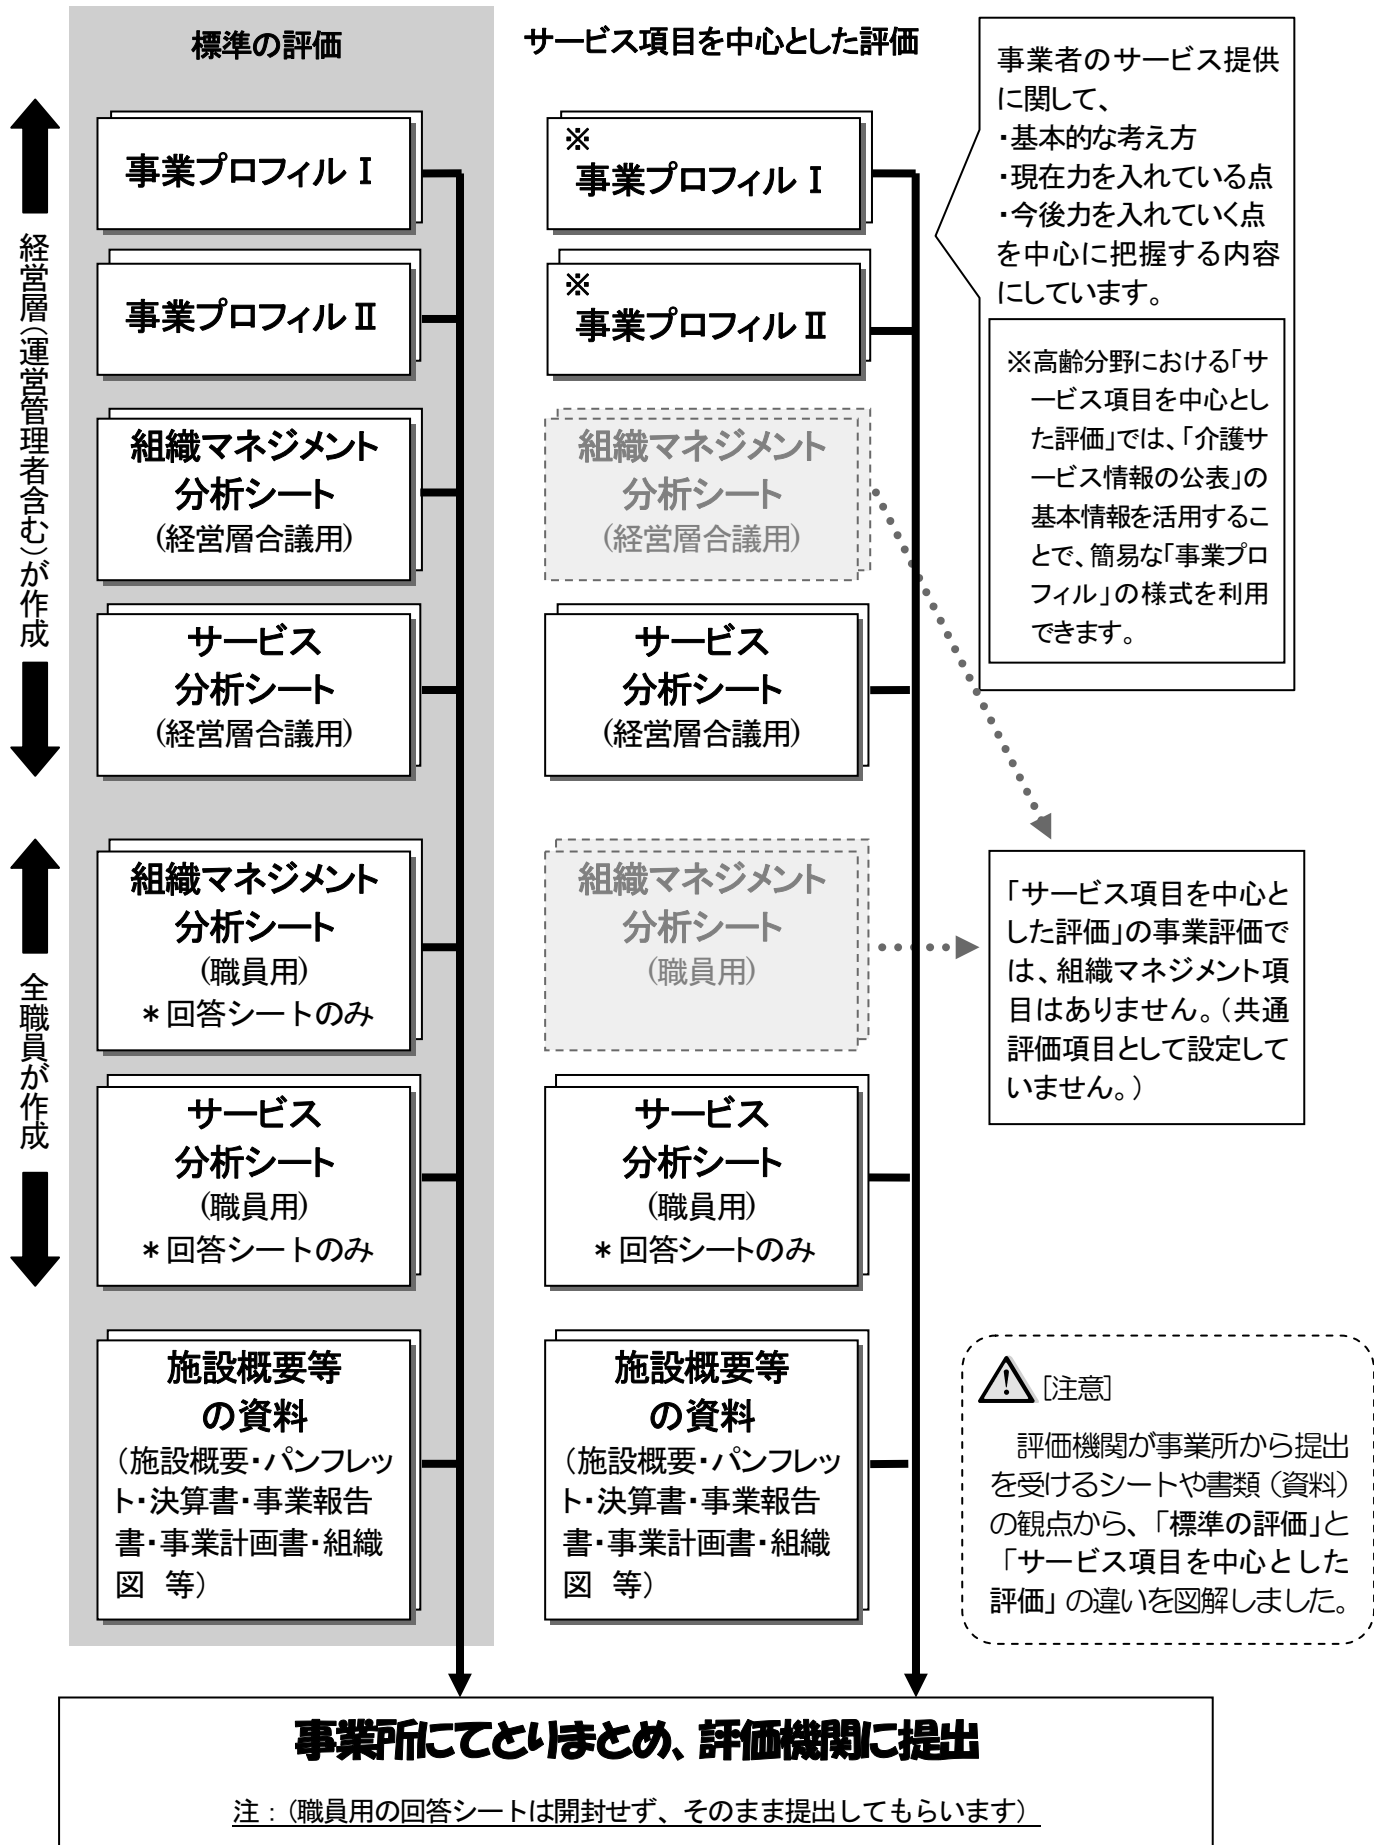 標準の評価
サービス項目を中心とした評価
経営層(運営管理者含む)が作成
全職員が作成
事業プロフィル Ⅰ
事業プロフィル Ⅱ
組織マネジメント
分析シート
(経営層合議用)
サービス
分析シート
(経営層合議用)
組織マネジメント
分析シート
(職員用)
*回答シートのみ
サービス
分析シート
(職員用)
*回答シートのみ
施設概要等
の資料
(施設概要・パンフレッ
ト・決算書・事業報告
書・事業計画書・組織
図 等)
※
事業プロフィル Ⅰ
※
事業プロフィル Ⅱ
組織マネジメント
分析シート
(経営層合議用)
サービス
分析シート
(経営層合議用)
組織マネジメント
分析シート
(職員用)
サービス
分析シート
(職員用)
*回答シートのみ
施設概要等
の資料
(施設概要・パンフレッ
ト・決算書・事業報告
書・事業計画書・組織
図 等)
事業者のサービス提供
に関して、
・基本的な考え方
・現在力を入れている点
・今後力を入れていく点
を中心に把握する内容
にしています。
※高齢分野における「サ
ービス項目を中心とし
た評価」では、「介護サ
ービス情報の公表」の
基本情報を活用するこ
とで、簡易な「事業プロ
フィル」の様式を利用
できます。
「サービス項目を中心と
した評価」の事業評価で
は、組織マネジメント項
目はありません。(共通
評価項目として設定して
いません。)
[注意]
評価機関が事業所から提出
を受けるシートや書類(資料)
の観点から、「標準の評価」と
「サービス項目を中心とした
評価」の違いを図解しました。
事業所にてとりまとめ、評価機関に提出
注:(職員用の回答シートは開封せず、そのまま提出してもらいます)